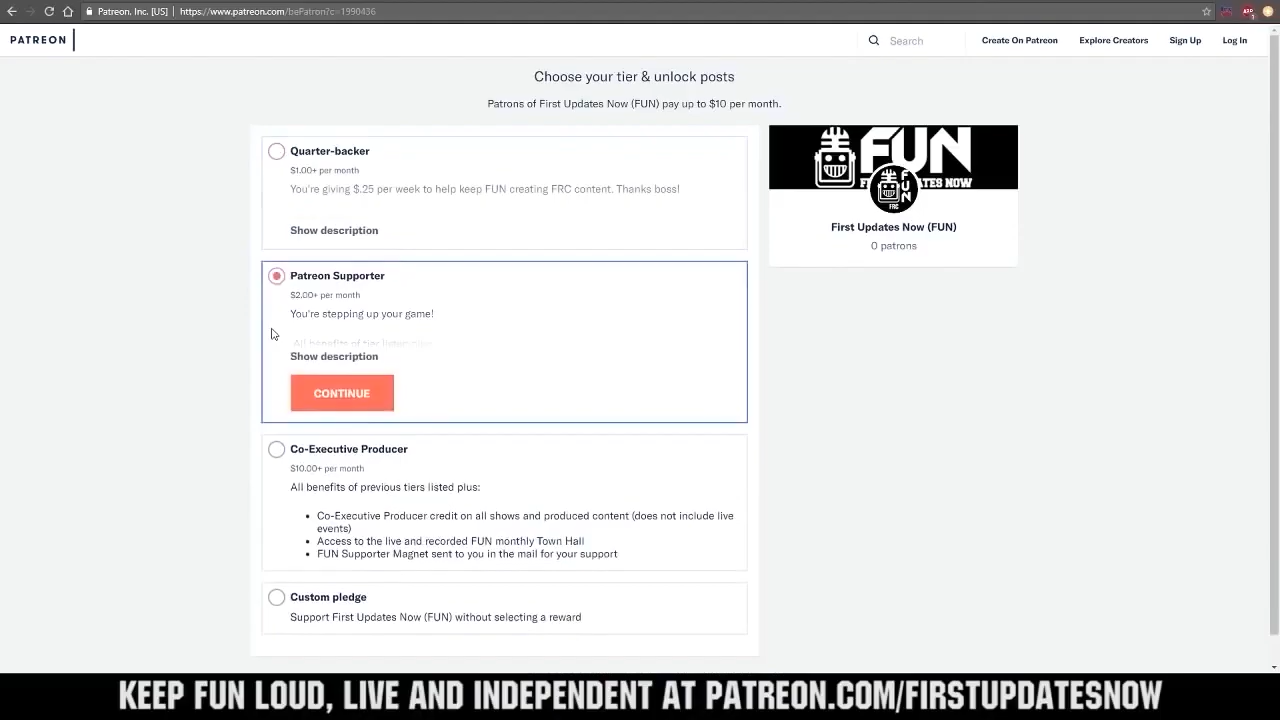 Patreon, Inc. [US] | https://www.patreon.com/bePatron?c=1990436
PATREON
Search
Create On Patreon
Explore Creators
Sign Up
Log In
Choose your tier & unlock posts
Patrons of First Updates Now (FUN) pay up to $10 per month.
Quarter-backer
$1.00+ per month
You're giving $.25 per week to help keep FUN creating FRC content. Thanks boss!
Show description
Patreon Supporter
$2.00+ per month
You're stepping up your game!
All benefits of tier listed
Show description
CONTINUE
Co-Executive Producer
$10.00+ per month
All benefits of previous tiers listed plus:
• Co-Executive Producer credit on all shows and produced content (does not include live
events)
• Access to the live and recorded FUN monthly Town Hall
• FUN Supporter Magnet sent to you in the mail for your support
Custom pledge
Support First Updates Now (FUN) without selecting a reward
FUN
FUN
FRC
First Updates Now (FUN)
0 patrons
KEEP FUN LOUD, LIVE AND INDEPENDENT AT PATREON.COM/FIRSTUPDATESNOW